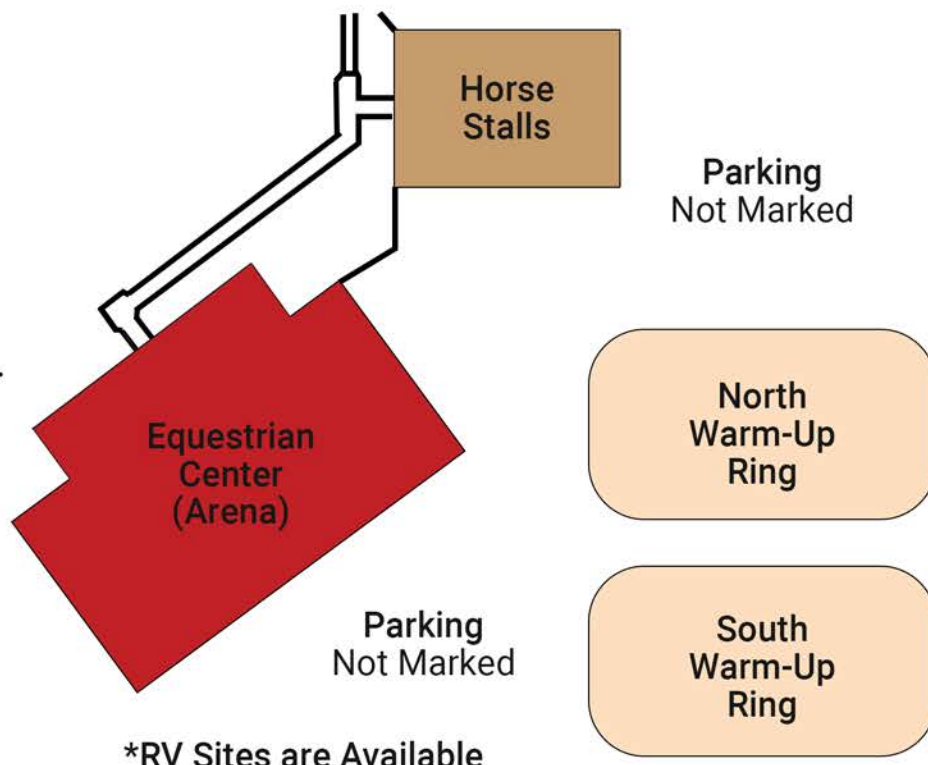 Horse
Stalls
Parking
Not Marked
North
Warm-Up
Ring
Equestrian
Center
(Arena)
South
Warm-Up
Ring
Parking
Not Marked
*RV Sites are Available